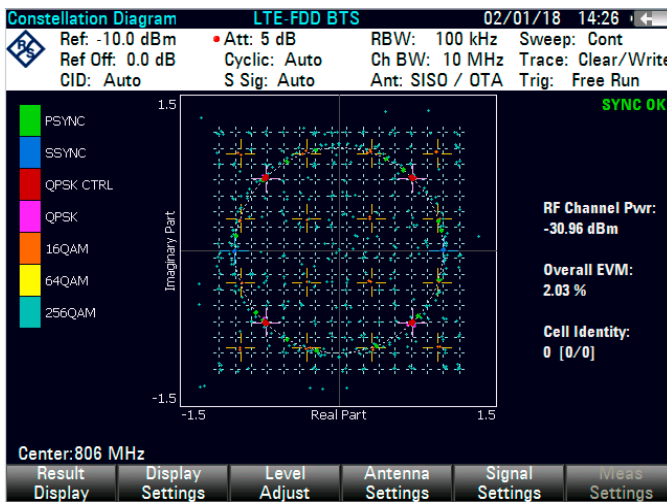 Constellation Diagram LTE-FDD BTS 02/01/18 14:26
R&S Ref: -10.0 dBm Att: 5 dB RBW: 100 kHz Sweep: Cont
Ref Off: 0.0 dB Cyclic: Auto Ch BW: 10 MHz Trace: Clear/Write
CID: Auto S Sig: Auto Ant: SISO / OTA Trig: Free Run
SYNC OK
1.5
PSYNC
SSYNC
QPSK CTRL
QPSK
16QAM
64QAM
256QAM
Imaginary Part
RF Channel Pwr:
-30.96 dBm
Overall EVM:
2.03 %
Cell Identity:
0 [0/0]
-1.5
-1.5 Real Part 1.5
Center:806 MHz
Result Display Level Antenna Signal Meas
Display Settings Adjust Settings Settings Settings